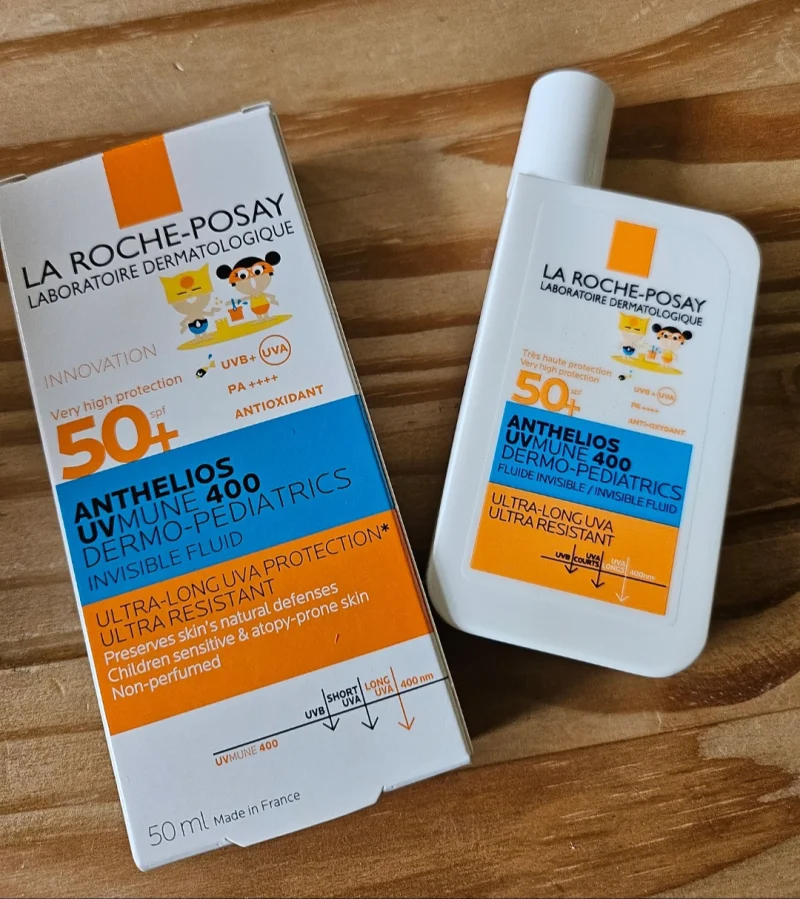 LA ROCHE-POSAY
LABORATOIRE DERMATOLOGIQUE
INNOVATION
Very high protection
50+ spf
UVB+ UVA
PA ++++
ANTIOXIDANT
ANTHELIOS
UVMUNE 400
DERMO-PEDIATRICS
INVISIBLE FLUID
ULTRA-LONG UVA PROTECTION*
ULTRA RESISTANT
Preserves skin's natural defenses
Children sensitive & atopy-prone skin
Non-perfumed
UVB
SHORT
UVA
LONG
UVA
400 nm
UVMUNE 400
50 ml Made in France
LA ROCHE-POSAY
LABORATOIRE DERMATOLOGIQUE
Très haute protection
Very high protection
50+ spf
UVB + UVA
PA ++++
ANTI-OXYDANT
ANTHELIOS
UVMUNE 400
DERMO-PEDIATRICS
FLUIDE INVISIBLE / INVISIBLE FLUID
ULTRA-LONG UVA
ULTRA RESISTANT
UVB
UVA
COURTS
UVA
LONGS
400nm